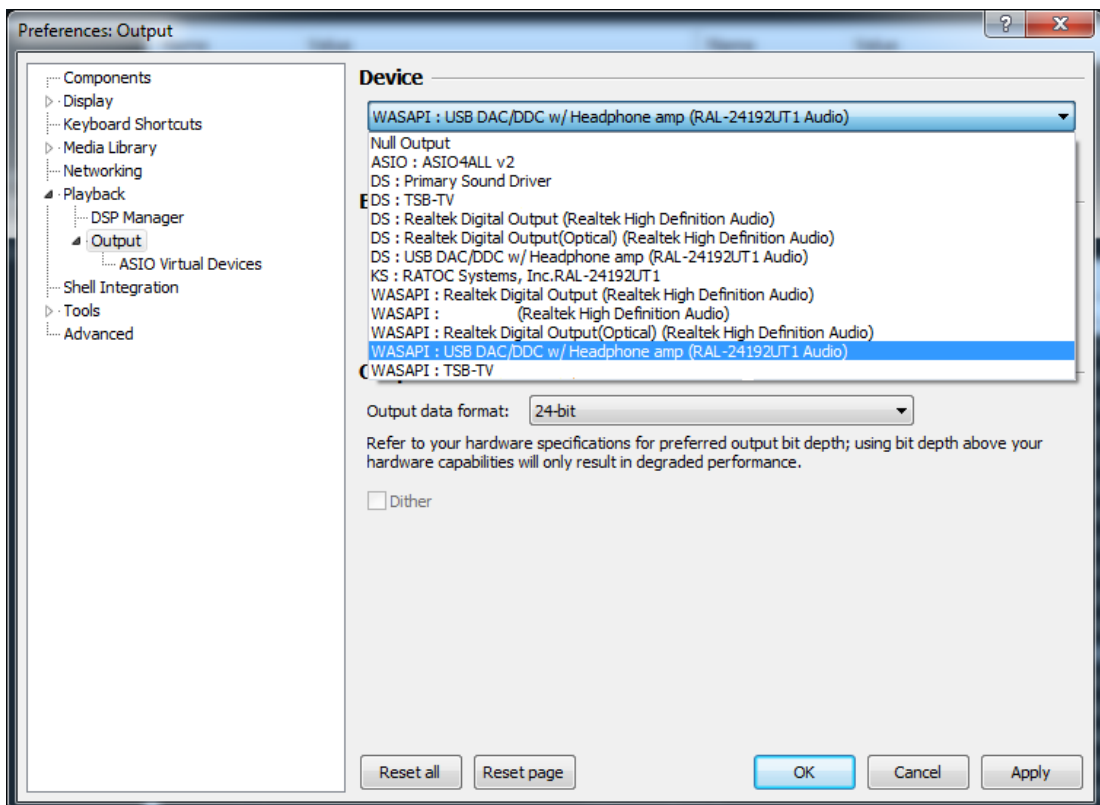 Preferences: Output
Components
Display
Keyboard Shortcuts
Media Library
Networking
Playback
DSP Manager
Output
ASIO Virtual Devices
Shell Integration
Tools
Advanced
Device
WASAPI : USB DAC/DDC w/ Headphone amp (RAL-24192UT1 Audio)
Null Output
ASIO : ASIO4ALL v2
DS : Primary Sound Driver
DS : TSB-TV
DS : Realtek Digital Output (Realtek High Definition Audio)
DS : Realtek Digital Output(Optical) (Realtek High Definition Audio)
DS : USB DAC/DDC w/ Headphone amp (RAL-24192UT1 Audio)
KS : RATOC Systems, Inc.RAL-24192UT1
WASAPI : Realtek Digital Output (Realtek High Definition Audio)
WASAPI : (Realtek High Definition Audio)
WASAPI : Realtek Digital Output(Optical) (Realtek High Definition Audio)
WASAPI : USB DAC/DDC w/ Headphone amp (RAL-24192UT1 Audio)
WASAPI : TSB-TV
Output data format: 24-bit
Refer to your hardware specifications for preferred output bit depth; using bit depth above your
hardware capabilities will only result in degraded performance.
Dither
Reset all Reset page OK Cancel Apply